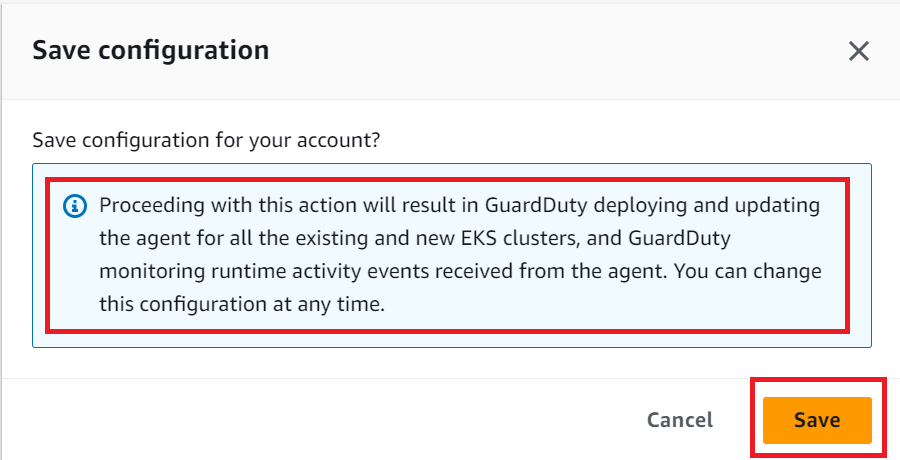 Save configuration
Save configuration for your account?
Proceeding with this action will result in GuardDuty deploying and updating
the agent for all the existing and new EKS clusters, and GuardDuty
monitoring runtime activity events received from the agent. You can change
this configuration at any time.
Cancel
Save